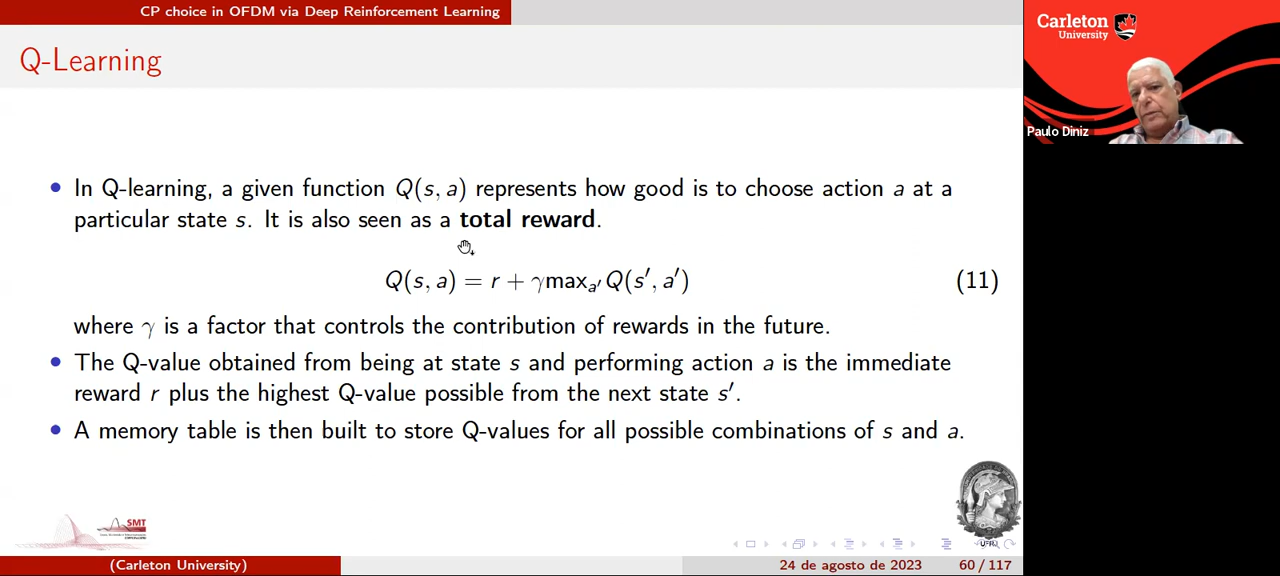 CP choice in OFDM via Deep Reinforcement Learning
Q-Learning
• In Q-learning, a given function Q(s, a) represents how good is to choose action a at a
particular state s. It is also seen as a total reward.
Q(s, a) = r + γmaxₐ′ Q(s′, a′) (11)
where γ is a factor that controls the contribution of rewards in the future.
• The Q-value obtained from being at state s and performing action a is the immediate
reward r plus the highest Q-value possible from the next state s′.
• A memory table is then built to store Q-values for all possible combinations of s and a.
SMT
UFRJ
(Carleton University)
24 de agosto de 2023
60 / 117
Carleton
University
Paulo Diniz